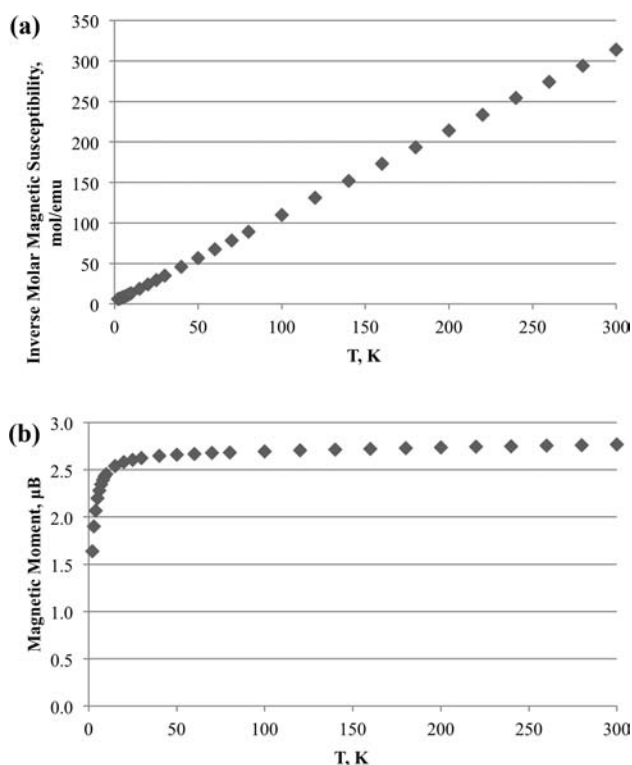 (a)
350
300
250
200
150
100
50
0
Inverse Molar Magnetic Susceptibility,
mol/emu
0 50 100 150 200 250 300
T, K
(b)
3.0
2.5
2.0
1.5
1.0
0.5
0.0
Magnetic Moment, μB
0 50 100 150 200 250 300
T, K